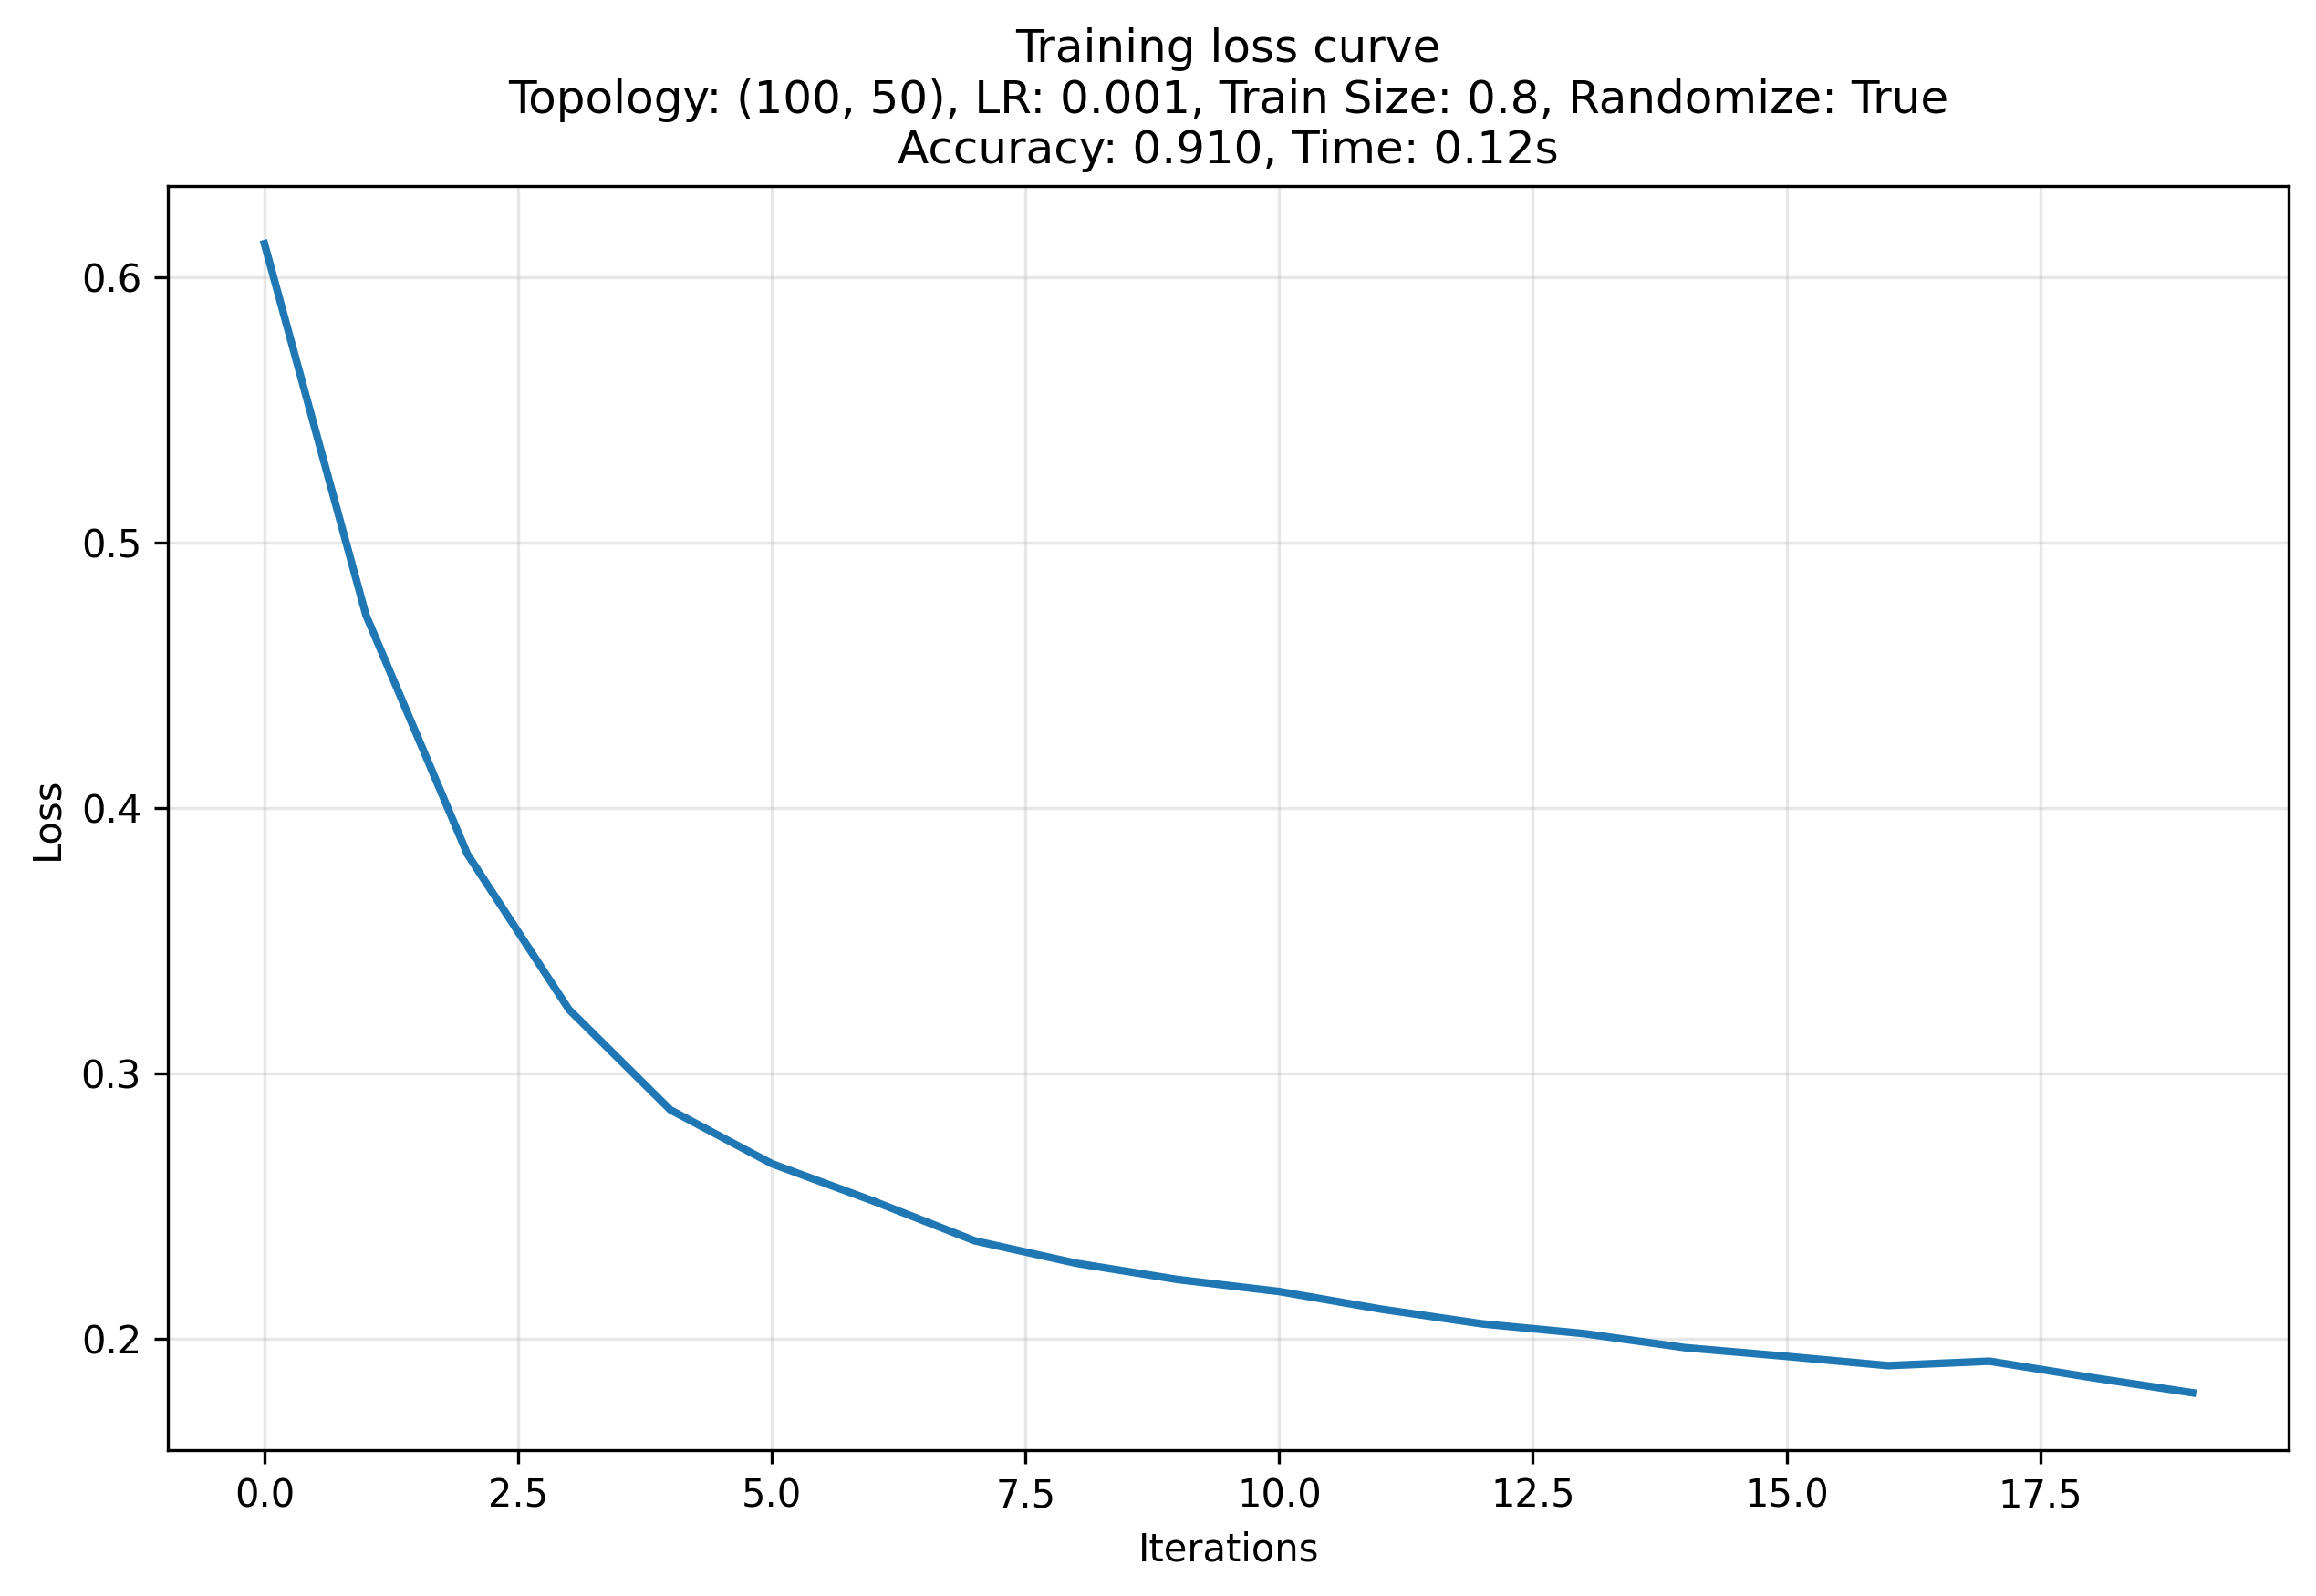 Training loss curve
Topology: (100, 50), LR: 0.001, Train Size: 0.8, Randomize: True
Accuracy: 0.910, Time: 0.12s
0.6
0.5
0.4
0.3
0.2
Loss
0.0 2.5 5.0 7.5 10.0 12.5 15.0 17.5
Iterations